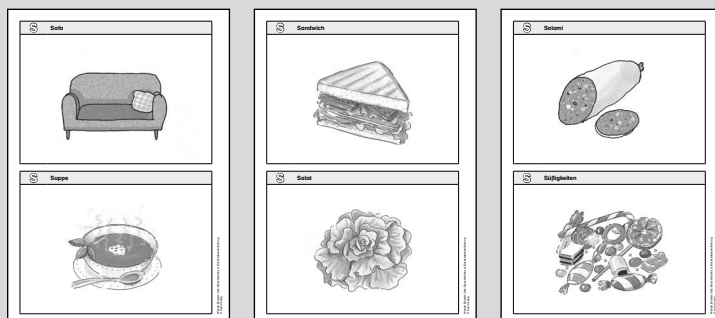 S Sofa
S Suppe
S Sandwich
S Salat
S Salami
S Süßigkeiten